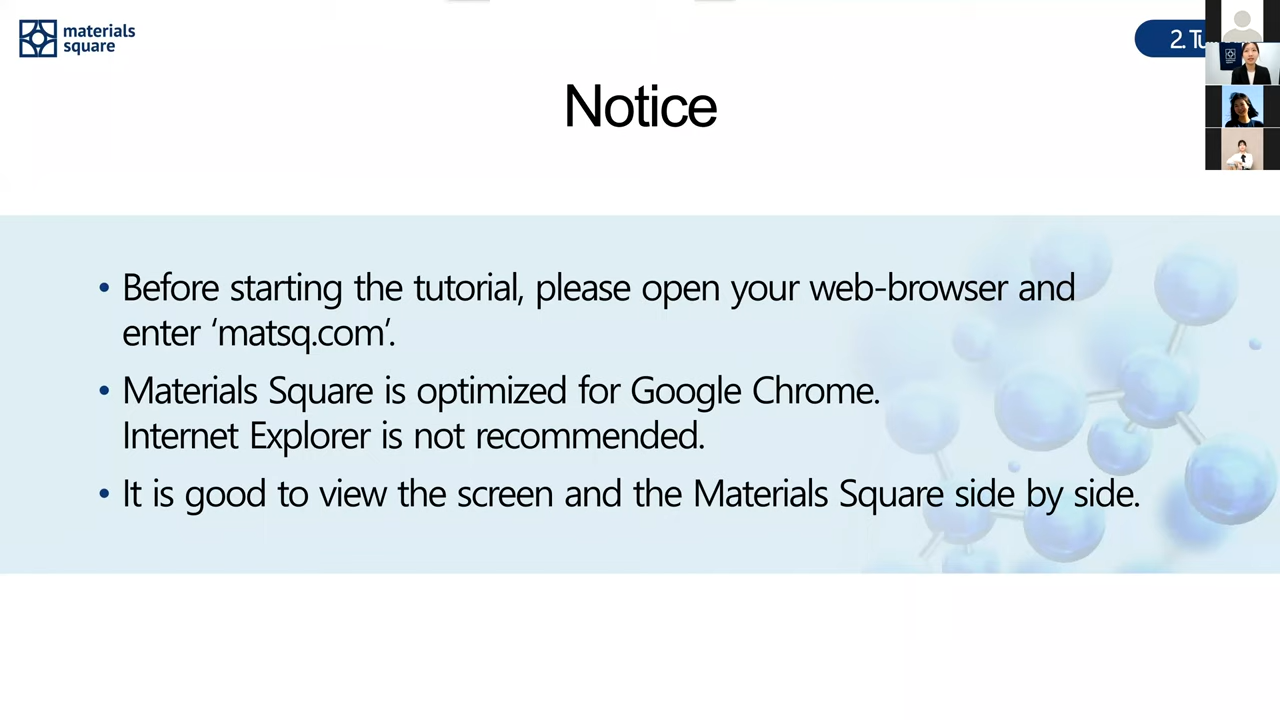 materials
square
2. Tu
Notice
• Before starting the tutorial, please open your web-browser and
enter ‘matsq.com’.
• Materials Square is optimized for Google Chrome.
Internet Explorer is not recommended.
• It is good to view the screen and the Materials Square side by side.